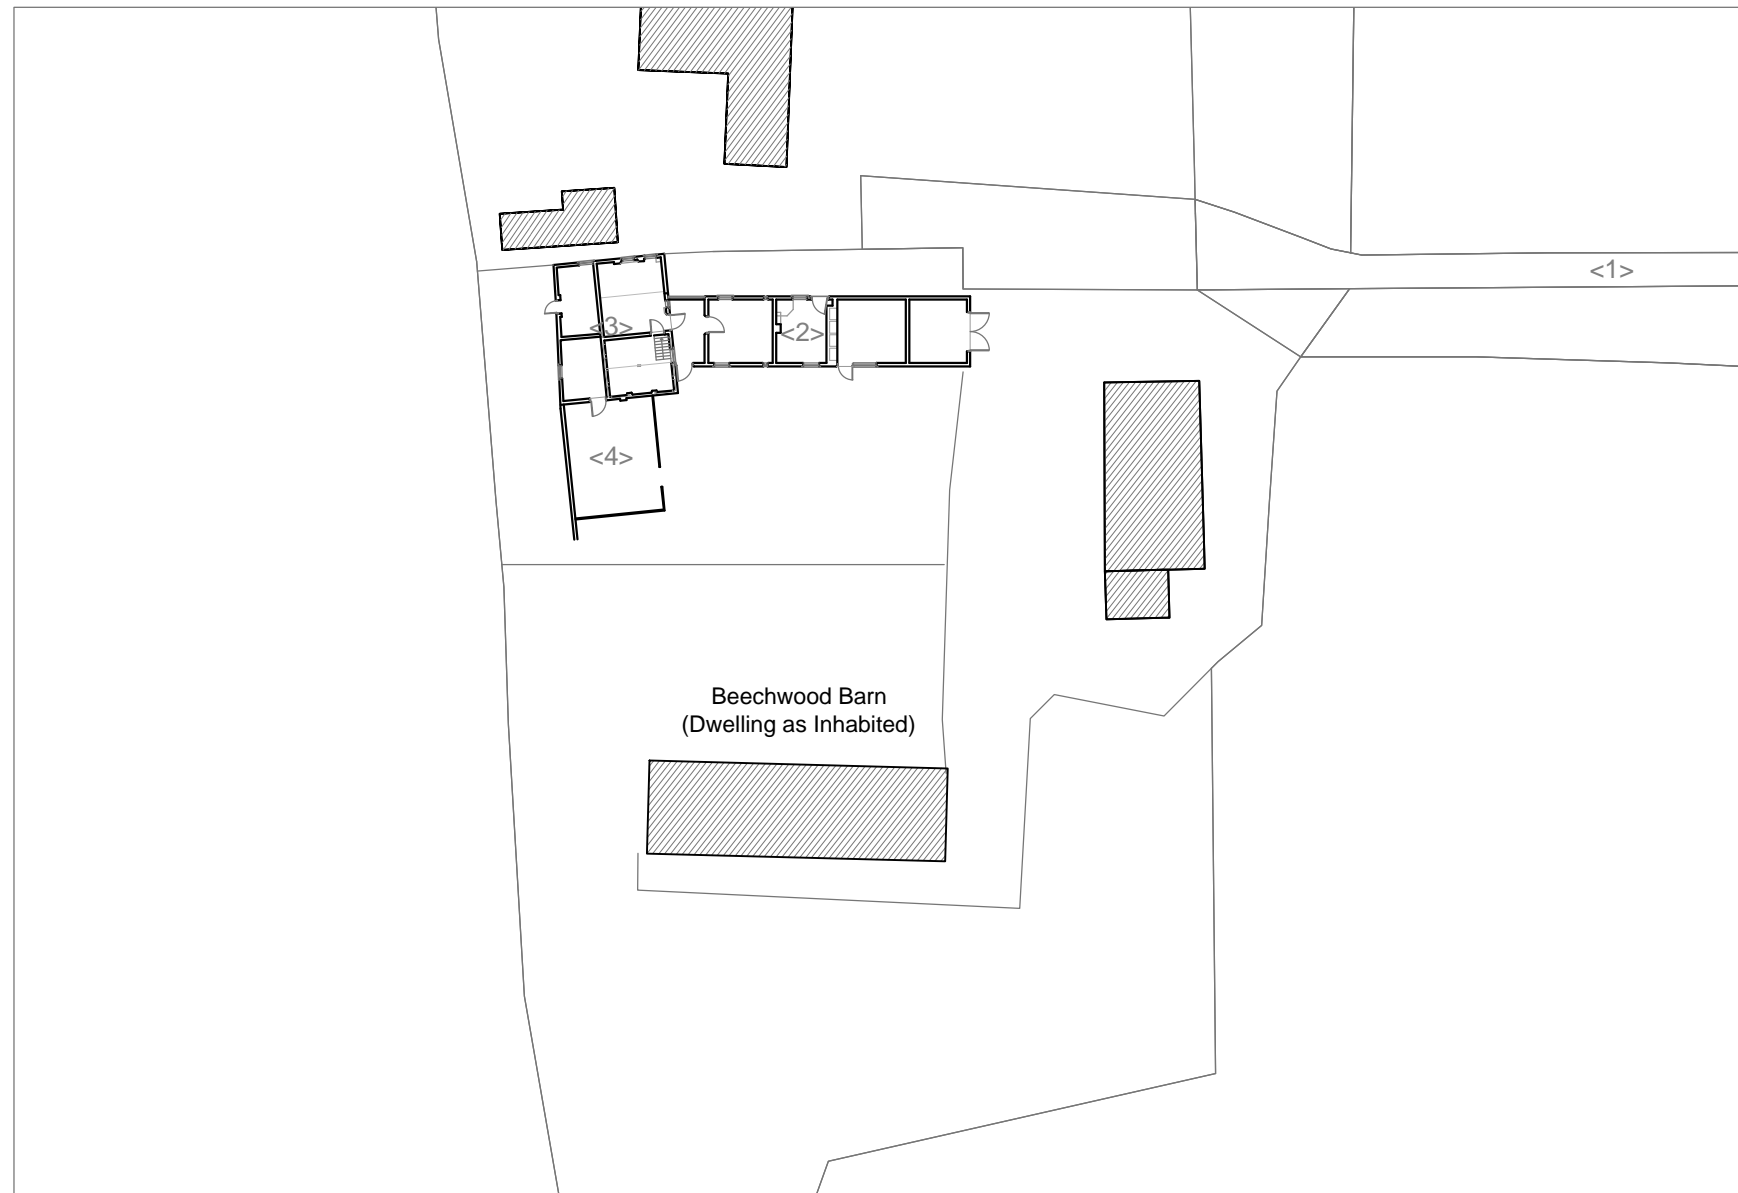 <1>
<3>
<2>
<4>
Beechwood Barn
(Dwelling as Inhabited)